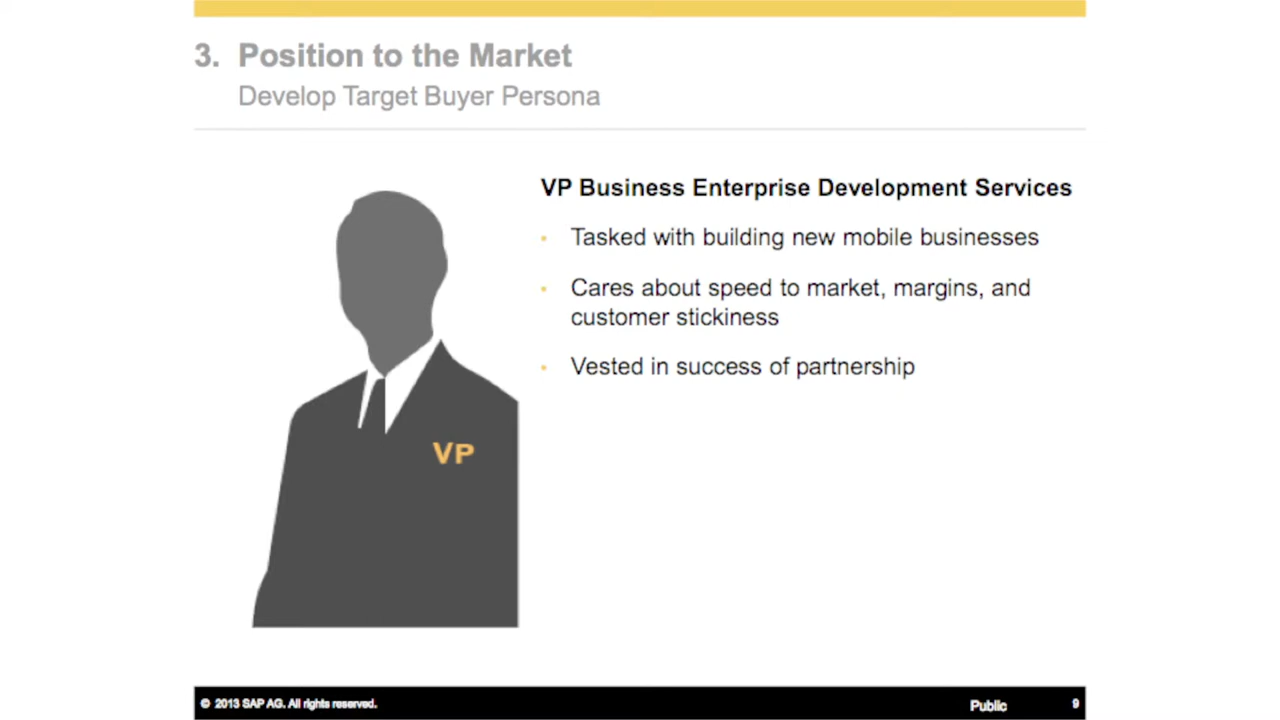 3. Position to the Market
Develop Target Buyer Persona
VP Business Enterprise Development Services
• Tasked with building new mobile businesses
• Cares about speed to market, margins, and
customer stickiness
• Vested in success of partnership
VP
© 2013 SAP AG. All rights reserved.
Public
9